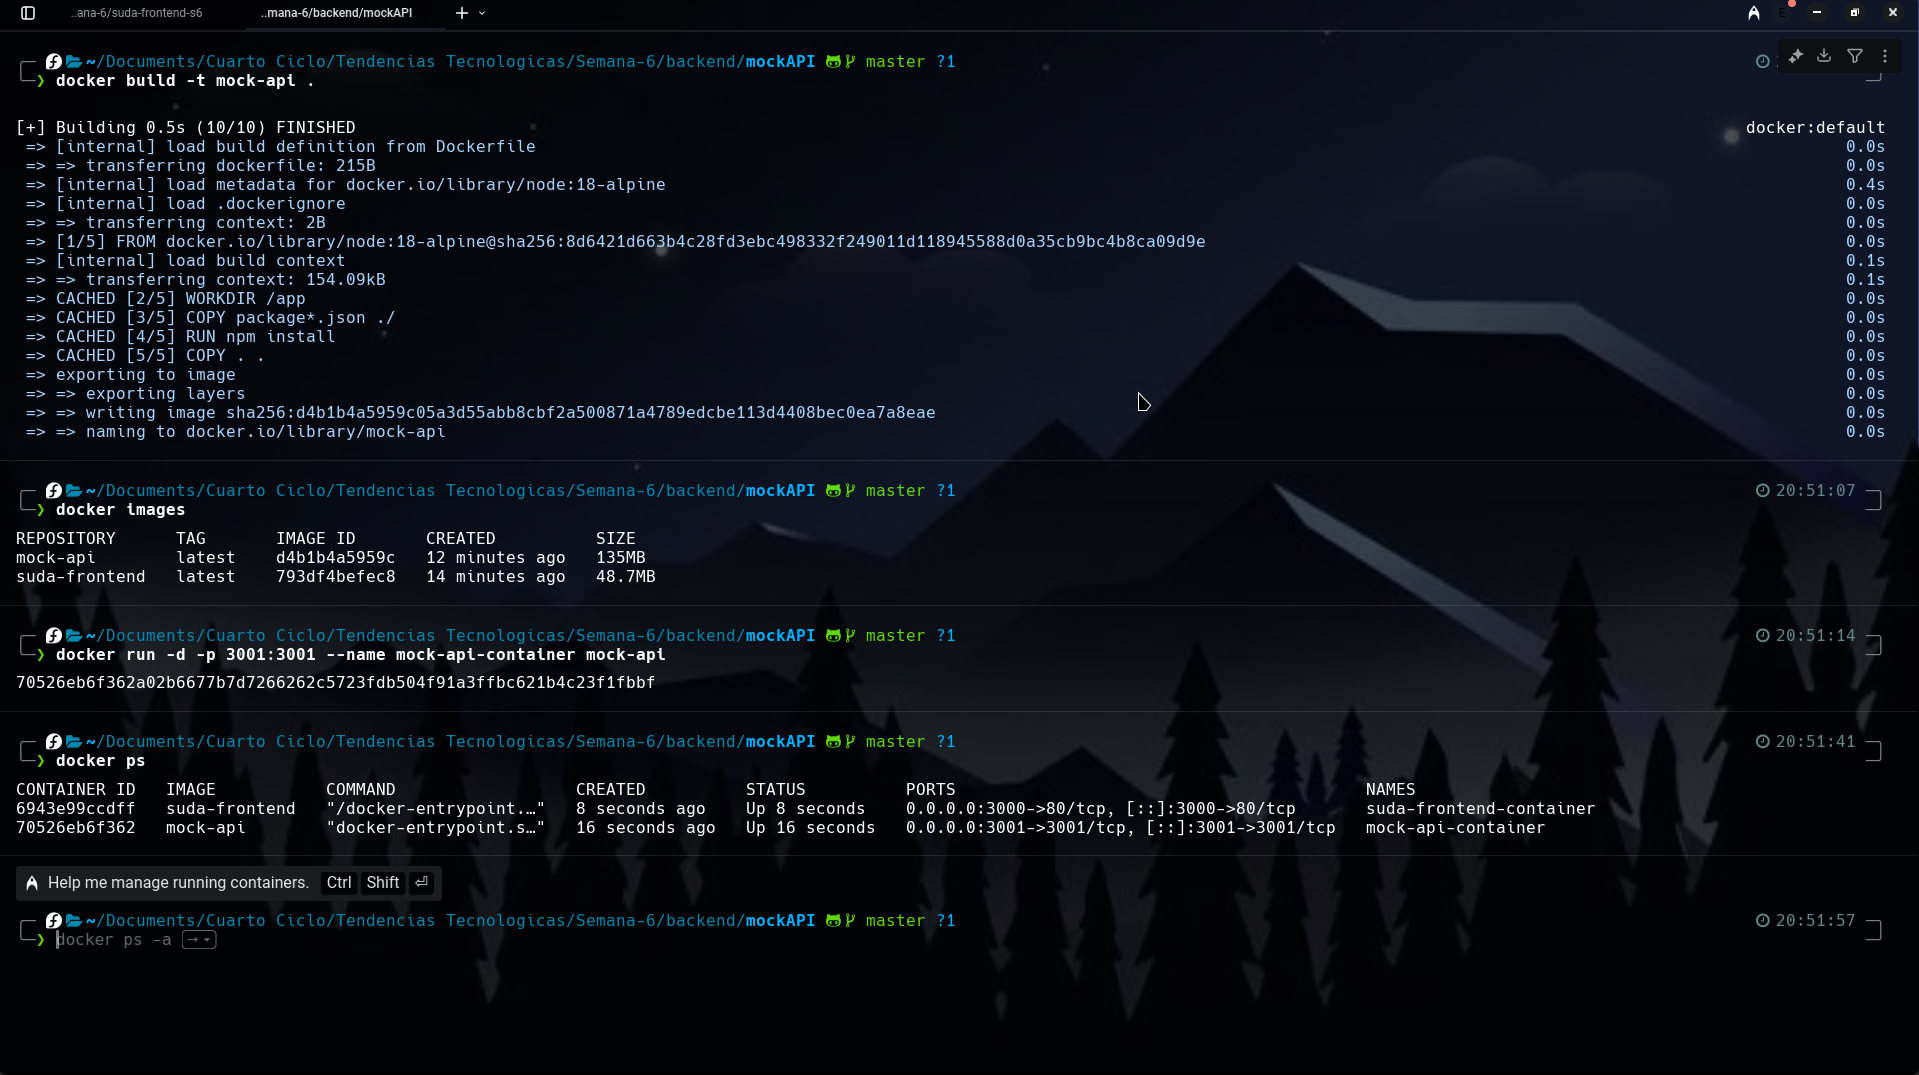 ..ana-6/suda-frontend-s6 ..mana-6/backend/mockAPI
~/Documents/Cuarto Ciclo/Tendencias Tecnologicas/Semana-6/backend/mockAPI master ?1
❯ docker build -t mock-api .
[+] Building 0.5s (10/10) FINISHED docker:default
=> [internal] load build definition from Dockerfile 0.0s
=> => transferring dockerfile: 215B 0.0s
=> [internal] load metadata for docker.io/library/node:18-alpine 0.4s
=> [internal] load .dockerignore 0.0s
=> => transferring context: 2B 0.0s
=> [1/5] FROM docker.io/library/node:18-alpine@sha256:8d6421d663b4c28fd3ebc498332f249011d118945588d0a35cb9bc4b8ca09d9e 0.0s
=> [internal] load build context 0.1s
=> => transferring context: 154.09kB 0.1s
=> CACHED [2/5] WORKDIR /app 0.0s
=> CACHED [3/5] COPY package*.json ./ 0.0s
=> CACHED [4/5] RUN npm install 0.0s
=> CACHED [5/5] COPY . . 0.0s
=> exporting to image 0.0s
=> => exporting layers 0.0s
=> => writing image sha256:d4b1b4a5959c05a3d55abb8cbf2a500871a4789edcbe113d4408bec0ea7a8eae 0.0s
=> => naming to docker.io/library/mock-api 0.0s
~/Documents/Cuarto Ciclo/Tendencias Tecnologicas/Semana-6/backend/mockAPI master ?1 20:51:07
❯ docker images
REPOSITORY TAG IMAGE ID CREATED SIZE
mock-api latest d4b1b4a5959c 12 minutes ago 135MB
suda-frontend latest 793df4befec8 14 minutes ago 48.7MB
~/Documents/Cuarto Ciclo/Tendencias Tecnologicas/Semana-6/backend/mockAPI master ?1 20:51:14
❯ docker run -d -p 3001:3001 --name mock-api-container mock-api
70526eb6f362a02b6677b7d7266262c5723fdb504f91a3ffbc621b4c23f1fbbf
~/Documents/Cuarto Ciclo/Tendencias Tecnologicas/Semana-6/backend/mockAPI master ?1 20:51:41
❯ docker ps
CONTAINER ID IMAGE COMMAND CREATED STATUS PORTS NAMES
6943e99ccdff suda-frontend "/docker-entrypoint.…" 8 seconds ago Up 8 seconds 0.0.0.0:3000->80/tcp, [::]:3000->80/tcp suda-frontend-container
70526eb6f362 mock-api "docker-entrypoint.s…" 16 seconds ago Up 16 seconds 0.0.0.0:3001->3001/tcp, [::]:3001->3001/tcp mock-api-container
Help me manage running containers. Ctrl Shift ⏎
~/Documents/Cuarto Ciclo/Tendencias Tecnologicas/Semana-6/backend/mockAPI master ?1 20:51:57
❯ docker ps -a